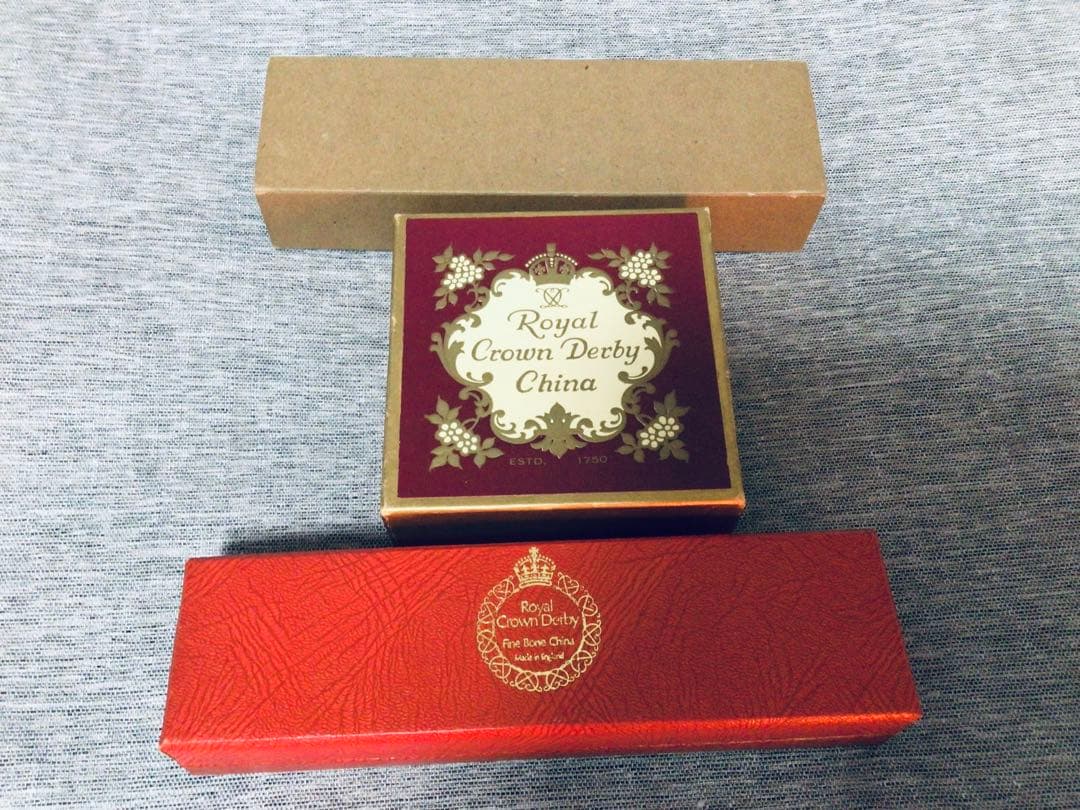 Royal
Crown Derby
China
ESTD. 1750
Royal
Crown Derby
Fine Bone China
Made in England